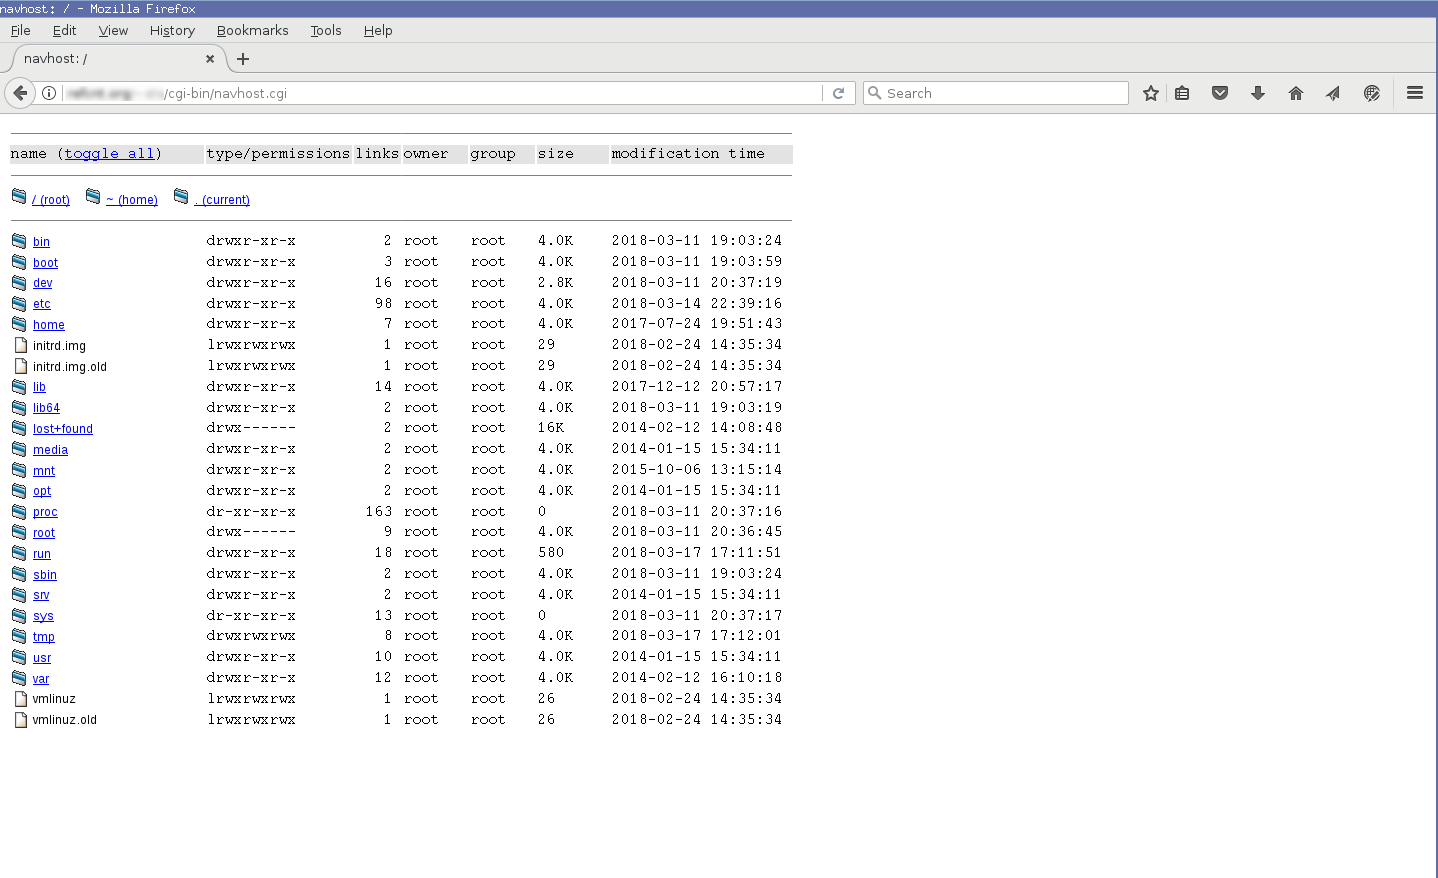 navhost: / - Mozilla Firefox
File Edit View History Bookmarks Tools Help
navhost: /
/cgi-bin/navhost.cgi Search
name (toggle all) type/permissions links owner group size modification time
/ (root) ~ (home) . (current)
bin drwxr-xr-x 2 root root 4.0K 2018-03-11 19:03:24
boot drwxr-xr-x 3 root root 4.0K 2018-03-11 19:03:59
dev drwxr-xr-x 16 root root 2.8K 2018-03-11 20:37:19
etc drwxr-xr-x 98 root root 4.0K 2018-03-14 22:39:16
home drwxr-xr-x 7 root root 4.0K 2017-07-24 19:51:43
initrd.img lrwxrwxrwx 1 root root 29 2018-02-24 14:35:34
initrd.img.old lrwxrwxrwx 1 root root 29 2018-02-24 14:35:34
lib drwxr-xr-x 14 root root 4.0K 2017-12-12 20:57:17
lib64 drwxr-xr-x 2 root root 4.0K 2018-03-11 19:03:19
lost+found drwx------ 2 root root 16K 2014-02-12 14:08:48
media drwxr-xr-x 2 root root 4.0K 2014-01-15 15:34:11
mnt drwxr-xr-x 2 root root 4.0K 2015-10-06 13:15:14
opt drwxr-xr-x 2 root root 4.0K 2014-01-15 15:34:11
proc dr-xr-xr-x 163 root root 0 2018-03-11 20:37:16
root drwx------ 9 root root 4.0K 2018-03-11 20:36:45
run drwxr-xr-x 18 root root 580 2018-03-17 17:11:51
sbin drwxr-xr-x 2 root root 4.0K 2018-03-11 19:03:24
srv drwxr-xr-x 2 root root 4.0K 2014-01-15 15:34:11
sys dr-xr-xr-x 13 root root 0 2018-03-11 20:37:17
tmp drwxrwxrwx 8 root root 4.0K 2018-03-17 17:12:01
usr drwxr-xr-x 10 root root 4.0K 2014-01-15 15:34:11
var drwxr-xr-x 12 root root 4.0K 2014-02-12 16:10:18
vmlinuz lrwxrwxrwx 1 root root 26 2018-02-24 14:35:34
vmlinuz.old lrwxrwxrwx 1 root root 26 2018-02-24 14:35:34